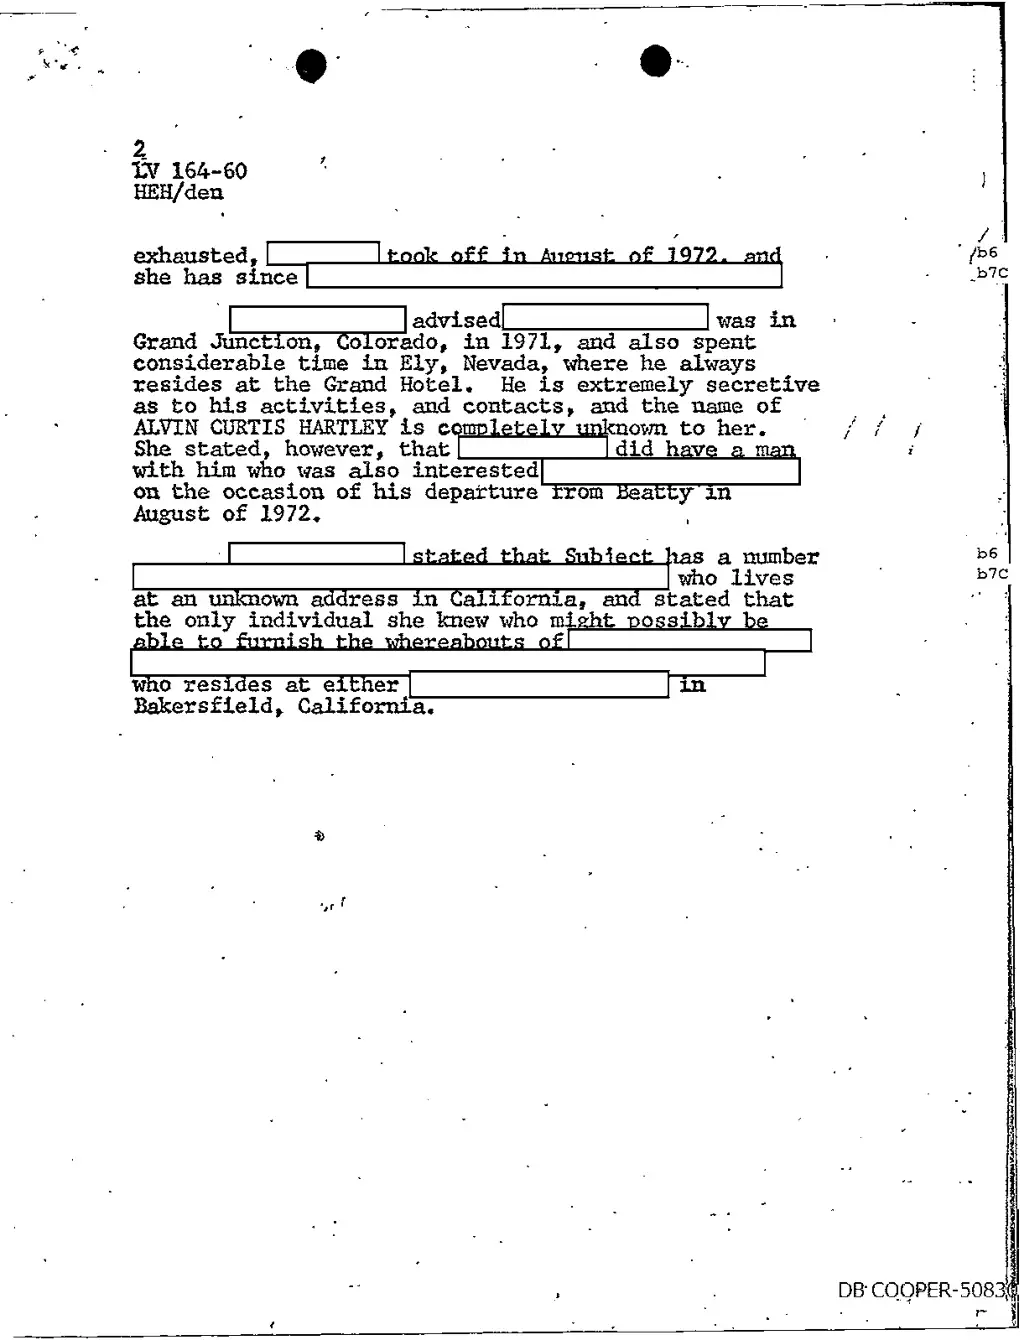 2
LV 164-60
HEH/den
exhausted, took off in August of 1972, and b6
she has since b7C
advised was in
Grand Junction, Colorado, in 1971, and also spent
considerable time in Ely, Nevada, where he always
resides at the Grand Hotel. He is extremely secretive
as to his activities, and contacts, and the name of
ALVIN CURTIS HARTLEY is completely unknown to her.
She stated, however, that did have a man
with him who was also interested
on the occasion of his departure from Beatty in
August of 1972.
stated that Subject has a number b6
who lives b7C
at an unknown address in California, and stated that
the only individual she knew who might possibly be
able to furnish the whereabouts of
who resides at either in
Bakersfield, California.
DB COOPER-5083